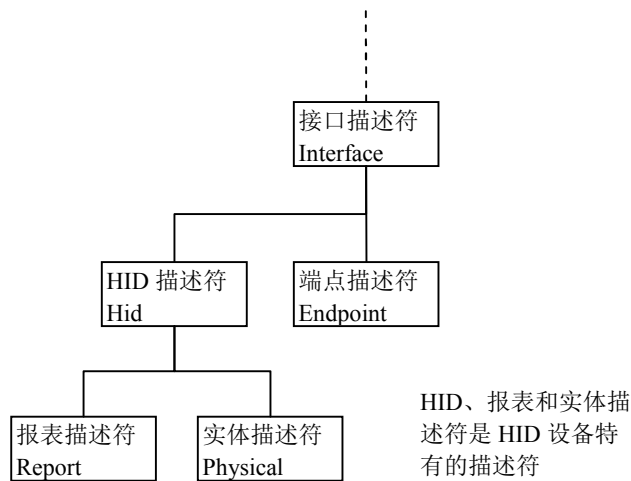 接口描述符
Interface
HID 描述符
Hid
端点描述符
Endpoint
报表描述符
Report
实体描述符
Physical
HID、报表和实体描
述符是 HID 设备特
有的描述符